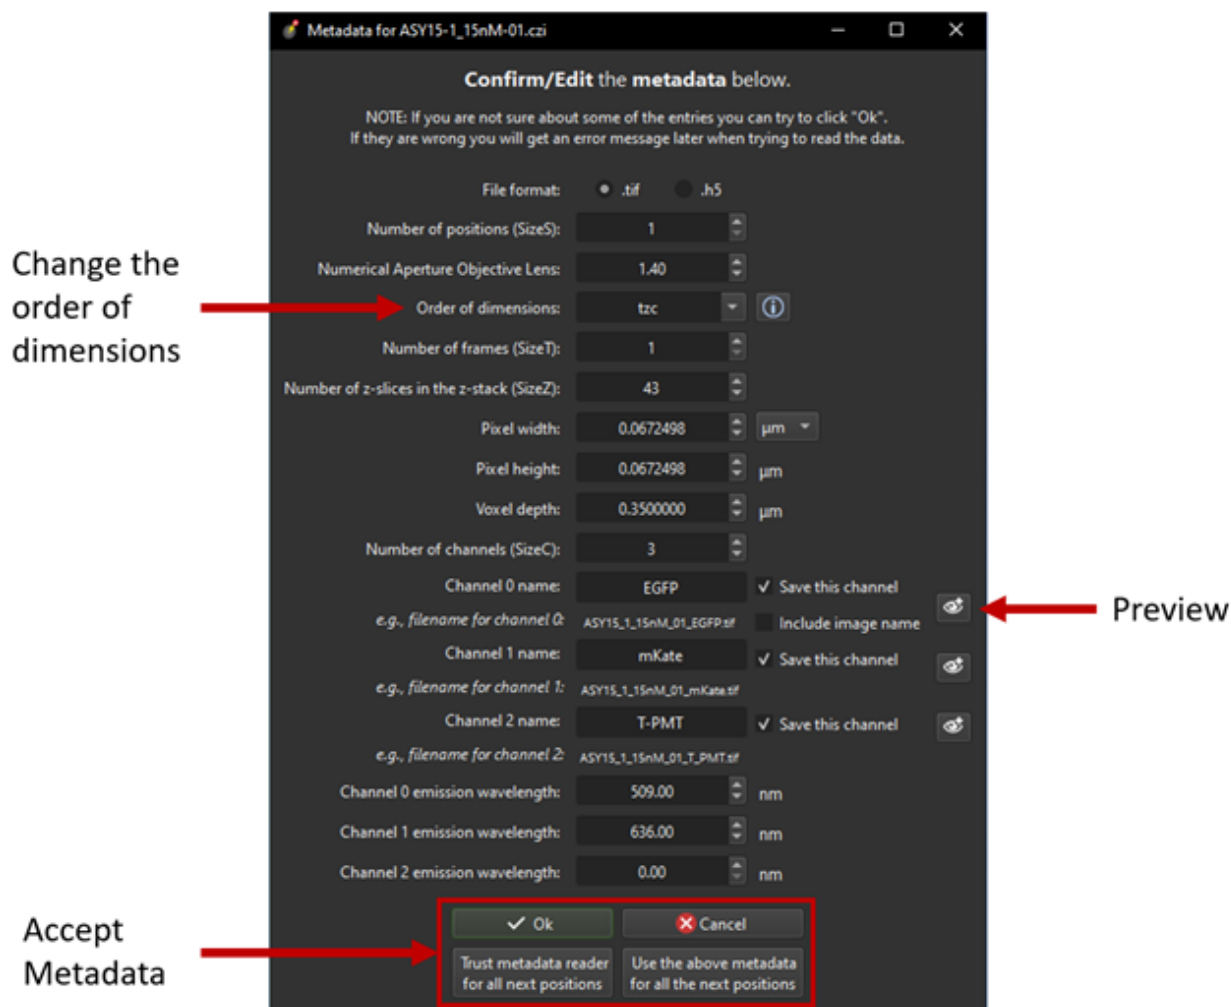 Metadata for ASY15-1_15nM-01.czi
Confirm/Edit the metadata below.
NOTE: If you are not sure about some of the entries you can try to click "Ok".
If they are wrong you will get an error message later when trying to read the data.
File format: .tif .h5
Number of positions (SizeS): 1
Numerical Aperture Objective Lens: 1.40
Change the
order of
dimensions
Order of dimensions: tzc
Number of frames (SizeT): 1
Number of z-slices in the z-stack (SizeZ): 43
Pixel width: 0.0672498 µm
Pixel height: 0.0672498 µm
Voxel depth: 0.3500000 µm
Number of channels (SizeC): 3
Channel 0 name: EGFP Save this channel
Preview
e.g., filename for channel 0: ASY15_1_15nM_01_EGFP.tif Include image name
Channel 1 name: mKate Save this channel
e.g., filename for channel 1: ASY15_1_15nM_01_mKate.tif
Channel 2 name: T-PMT Save this channel
e.g., filename for channel 2: ASY15_1_15nM_01_T_PMT.tif
Channel 0 emission wavelength: 509.00 nm
Channel 1 emission wavelength: 636.00 nm
Channel 2 emission wavelength: 0.00 nm
Accept
Metadata
Ok Cancel
Trust metadata reader
for all next positions
Use the above metadata
for all the next positions